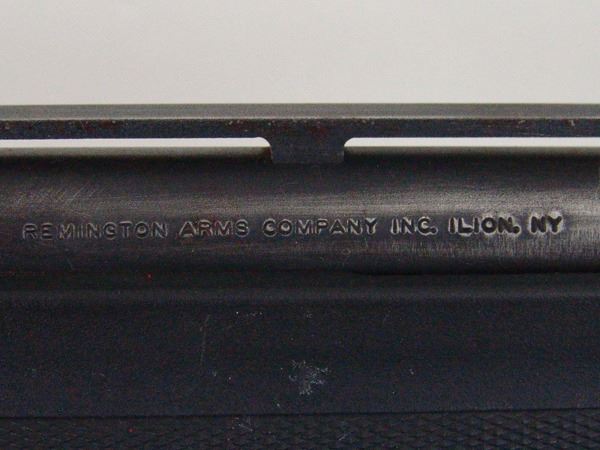 REMINGTON ARMS COMPANY INC. ILION. NY